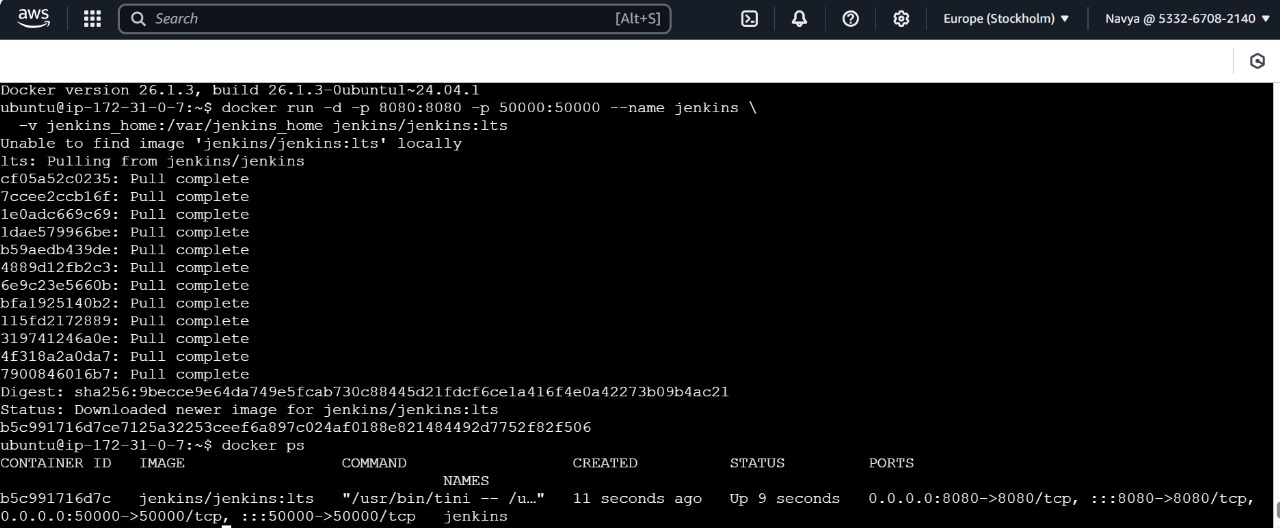 aws
Search
[Alt+S]
Europe (Stockholm)
Navya @ 5332-6708-2140
Docker version 26.1.3, build 26.1.3-0ubuntu1~24.04.1
ubuntu@ip-172-31-0-7:~$ docker run -d -p 8080:8080 -p 50000:50000 --name jenkins \
  -v jenkins_home:/var/jenkins_home jenkins/jenkins:lts
Unable to find image 'jenkins/jenkins:lts' locally
lts: Pulling from jenkins/jenkins
cf05a52c0235: Pull complete
7ccee2ccb16f: Pull complete
1e0adc669c69: Pull complete
1dae579966be: Pull complete
b59aedb439de: Pull complete
4889d12fb2c3: Pull complete
6e9c23e5660b: Pull complete
bfa1925140b2: Pull complete
115fd2172889: Pull complete
319741246a0e: Pull complete
4f318a2a0da7: Pull complete
7900846016b7: Pull complete
Digest: sha256:9becce9e64da749e5fcab730c88445d21fdcf6ce1a416f4e0a42273b09b4ac21
Status: Downloaded newer image for jenkins/jenkins:lts
b5c991716d7ce7125a32253ceef6a897c024af0188e821484492d7752f82f506
ubuntu@ip-172-31-0-7:~$ docker ps
CONTAINER ID   IMAGE                 COMMAND                  CREATED          STATUS         PORTS
NAMES
b5c991716d7c   jenkins/jenkins:lts   "/usr/bin/tini -- /u…"   11 seconds ago   Up 9 seconds   0.0.0.0:8080->8080/tcp, :::8080->8080/tcp,
0.0.0.0:50000->50000/tcp, :::50000->50000/tcp   jenkins